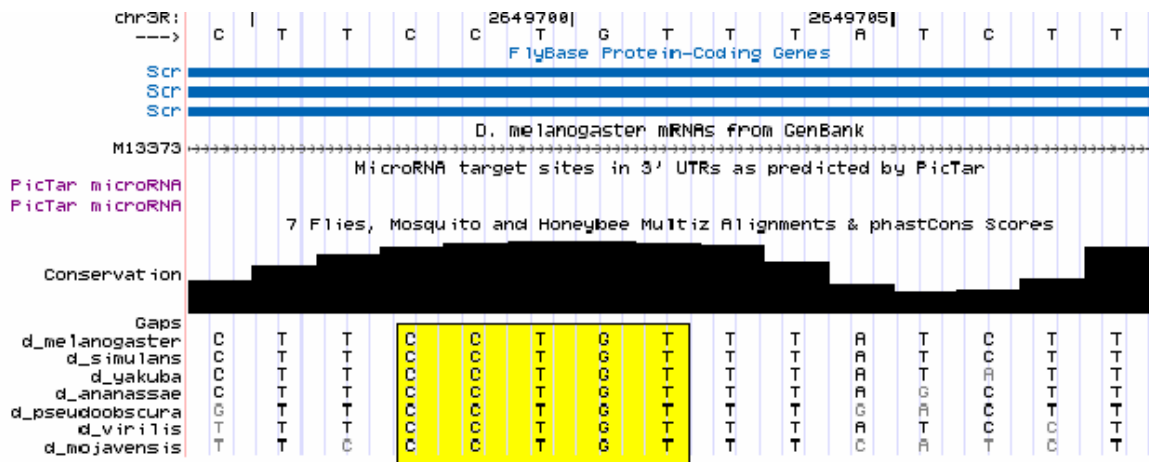 chr3R: | 2649700| 2649705|
---> C T T C C T G T T T A T C T T
FlyBase Protein-Coding Genes
Scr
Scr
Scr
D. melanogaster mRNAs from GenBank
M13373
MicroRNA target sites in 3' UTRs as predicted by PicTar
PicTar microRNA
PicTar microRNA
7 Flies, Mosquito and Honeybee Multiz Alignments & phastCons Scores
Conservation
Gaps
d_melanogaster C T T C C T G T T T A T C T T
d_simulans C T T C C T G T T T A T C T T
d_yakuba C T T C C T G T T T A T A T T
d_ananassae C T T C C T G T T T A G C T T
d_pseudoobscura G T T C C T G T T T G A C T T
d_virilis T T T C C T G T T T A T C C T
d_mojavensis T T C C C T G T T T C A T C T